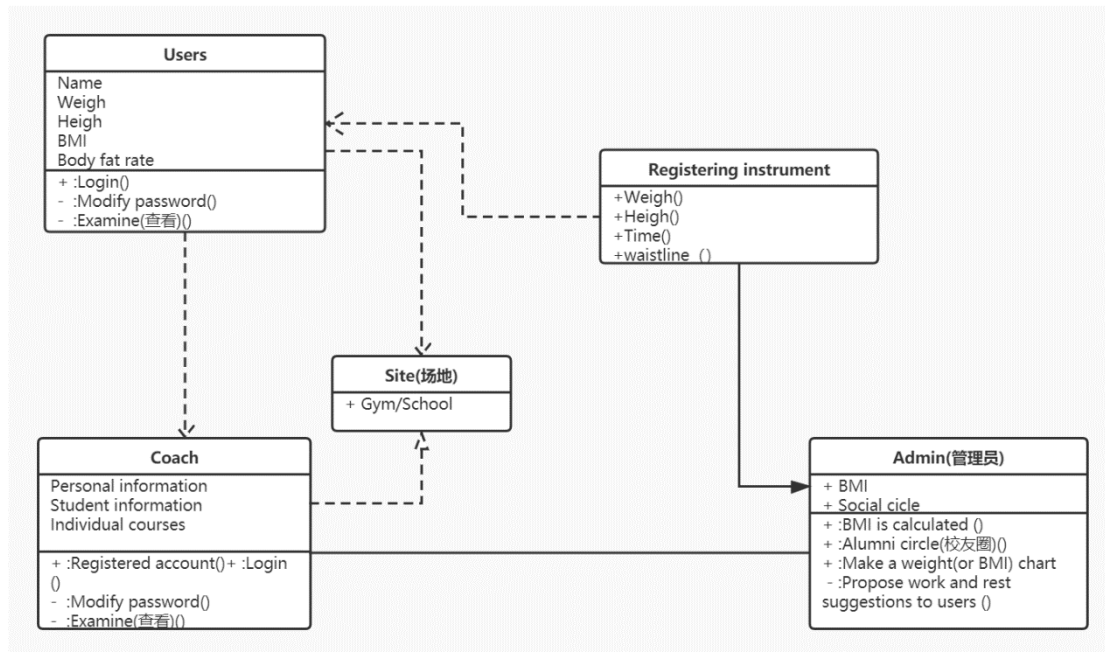 Users
Name
Weigh
Heigh
BMI
Body fat rate
+ :Login()
- :Modify password()
- :Examine(查看)()
Registering instrument
+Weigh()
+Heigh()
+Time()
+waistline（）
Site(场地)
+ Gym/School
Coach
Personal information
Student information
Individual courses
+ :Registered account()+ :Login
()
- :Modify password()
- :Examine(查看)()
Admin(管理员)
+ BMI
+ Social cicle
+ :BMI is calculated ()
+ :Alumni circle(校友圈)()
+ :Make a weight(or BMI) chart
- :Propose work and rest
suggestions to users ()